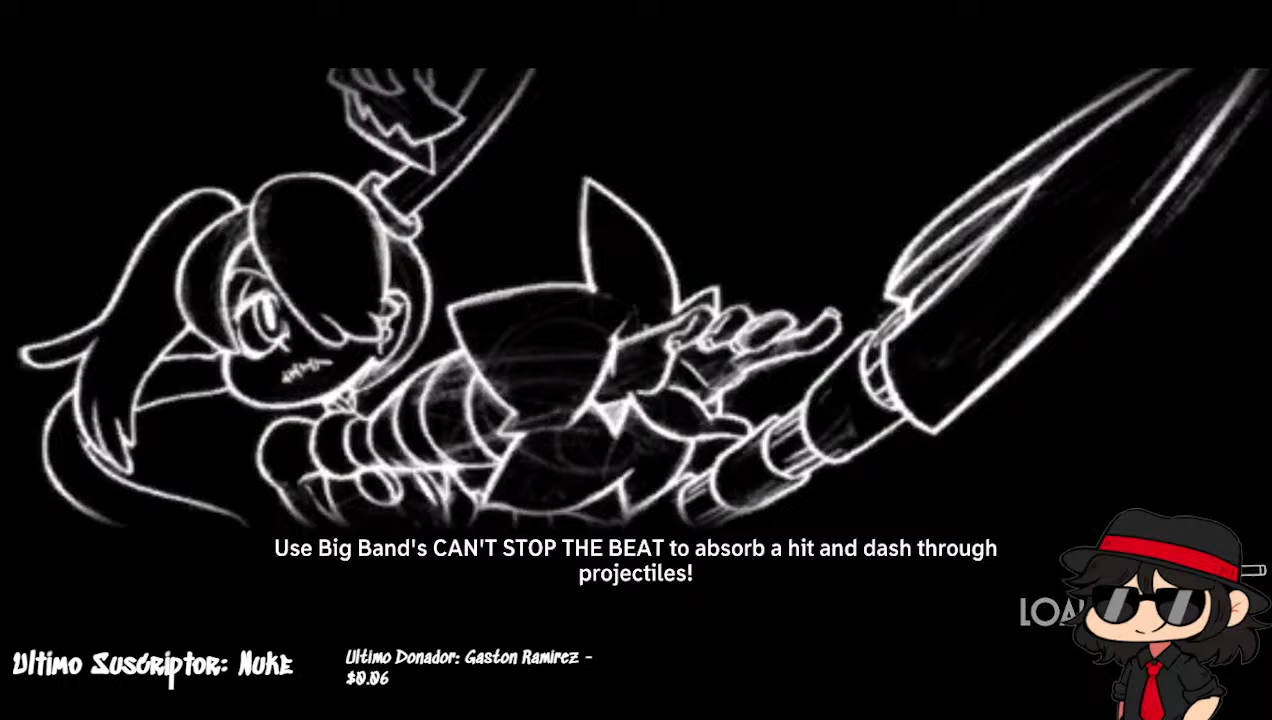 Use Big Band's CAN'T STOP THE BEAT to absorb a hit and dash through
projectiles!
Ultimo Suscriptor: Nuke
Ultimo Donador: Gaston Ramirez -
$0.06